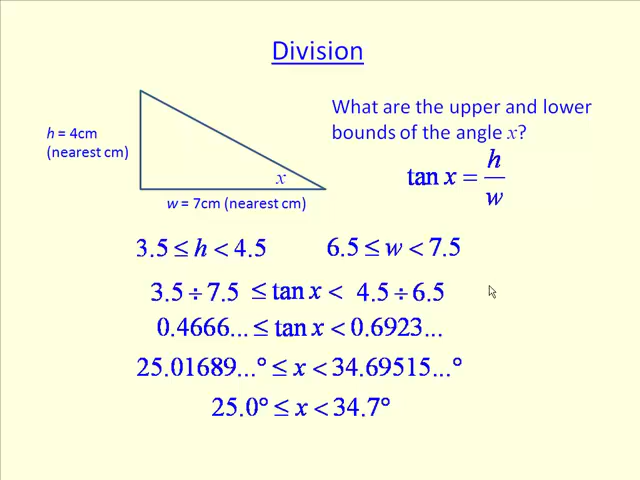 Division
What are the upper and lower
bounds of the angle x?
h = 4cm
(nearest cm)
x
w = 7cm (nearest cm)
tan x = h/w
3.5 ≤ h < 4.5 6.5 ≤ w < 7.5
3.5 ÷ 7.5 ≤ tan x < 4.5 ÷ 6.5
0.4666... ≤ tan x < 0.6923...
25.01689...° ≤ x < 34.69515...°
25.0° ≤ x < 34.7°